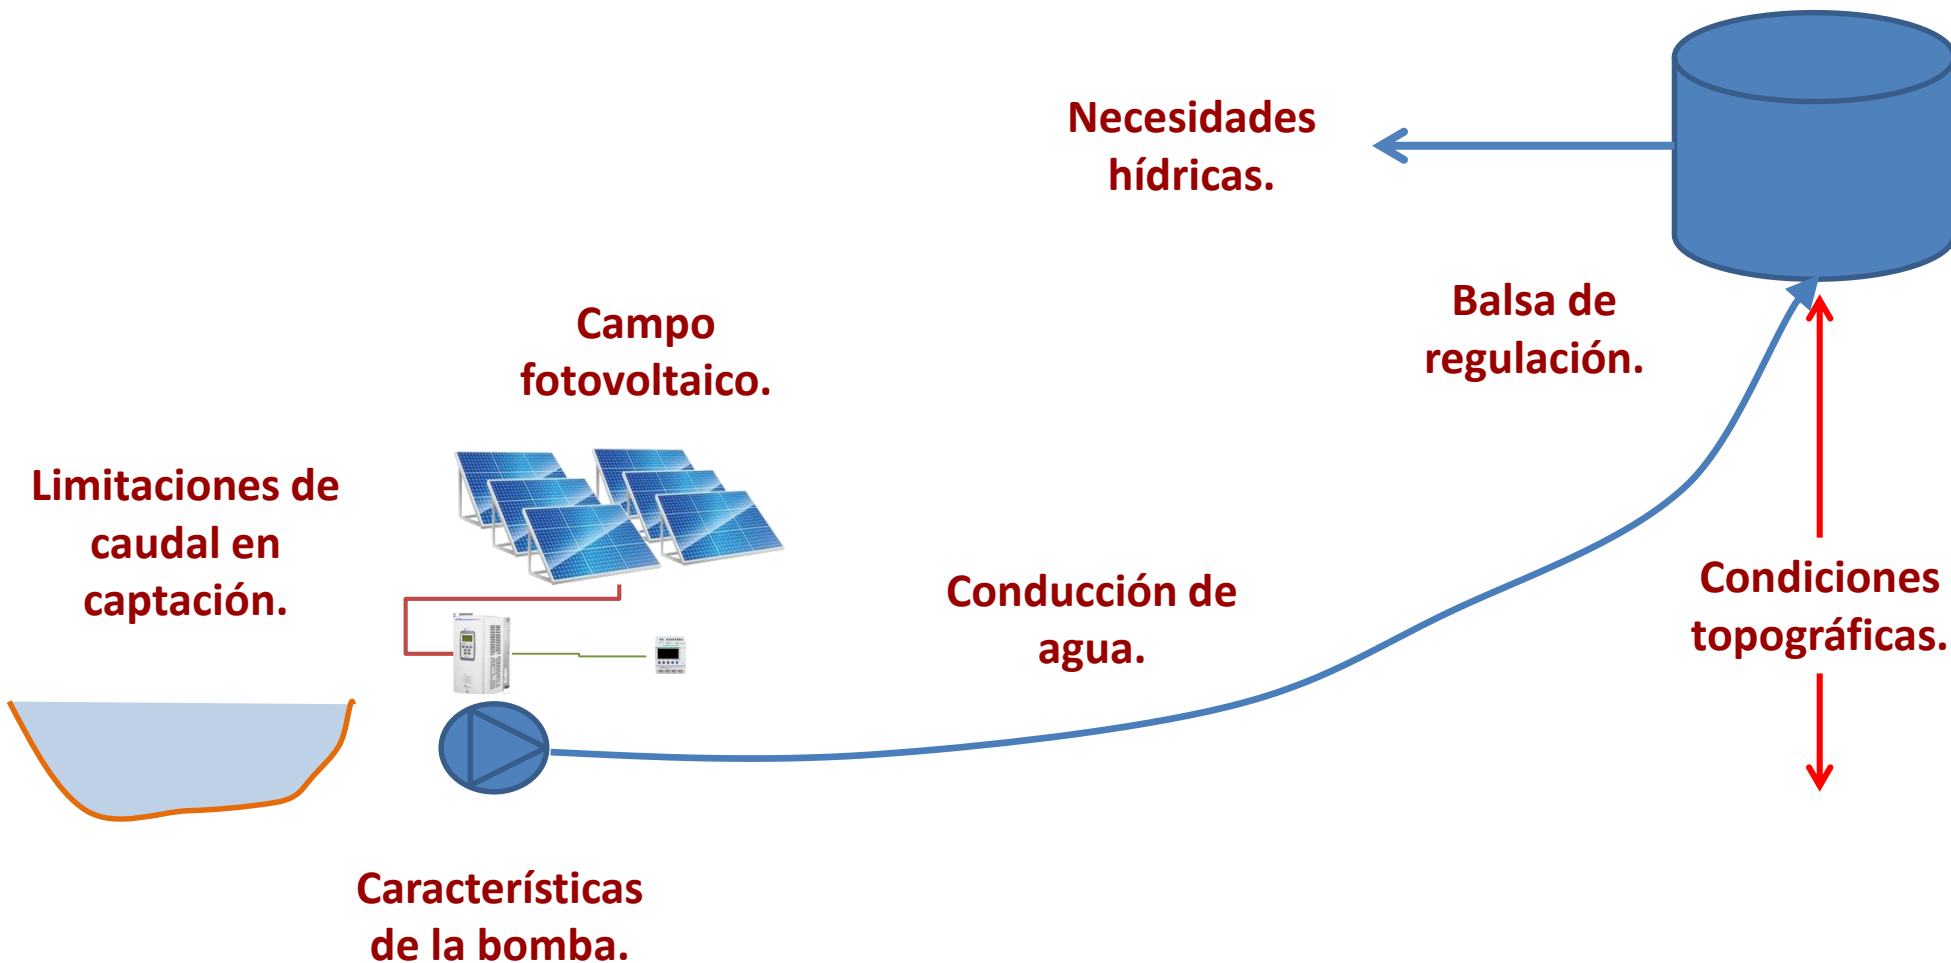 Necesidades
hídricas.
Balsa de
regulación.
Campo
fotovoltaico.
Limitaciones de
caudal en
captación.
Conducción de
agua.
Condiciones
topográficas.
Características
de la bomba.